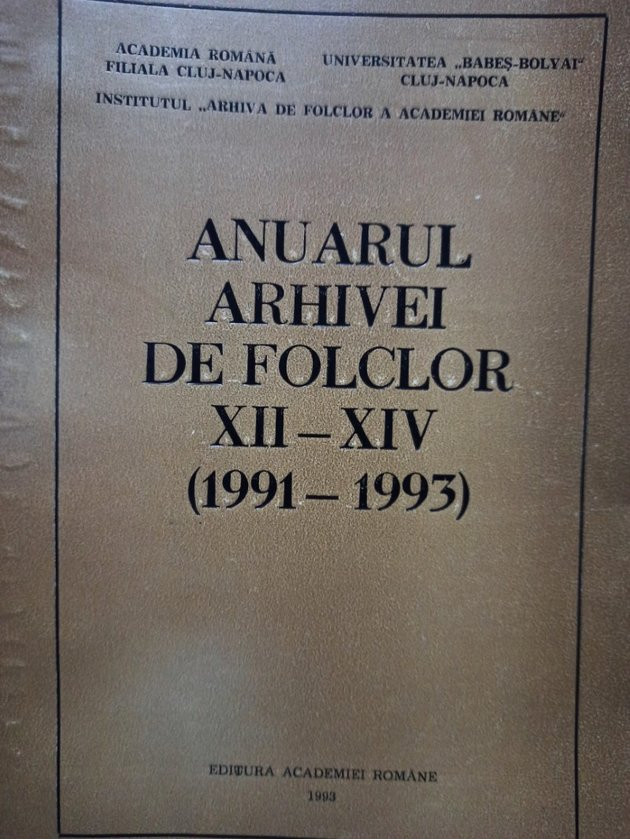 ACADEMIA ROMÂNĂ
FILIALA CLUJ-NAPOCA
UNIVERSITATEA „BABEȘ-BOLYAI“
CLUJ-NAPOCA
INSTITUTUL „ARHIVA DE FOLCLOR A ACADEMIEI ROMÂNE“
ANUARUL
ARHIVEI
DE FOLCLOR
XII – XIV
(1991 – 1993)
EDITURA ACADEMIEI ROMÂNE
1993